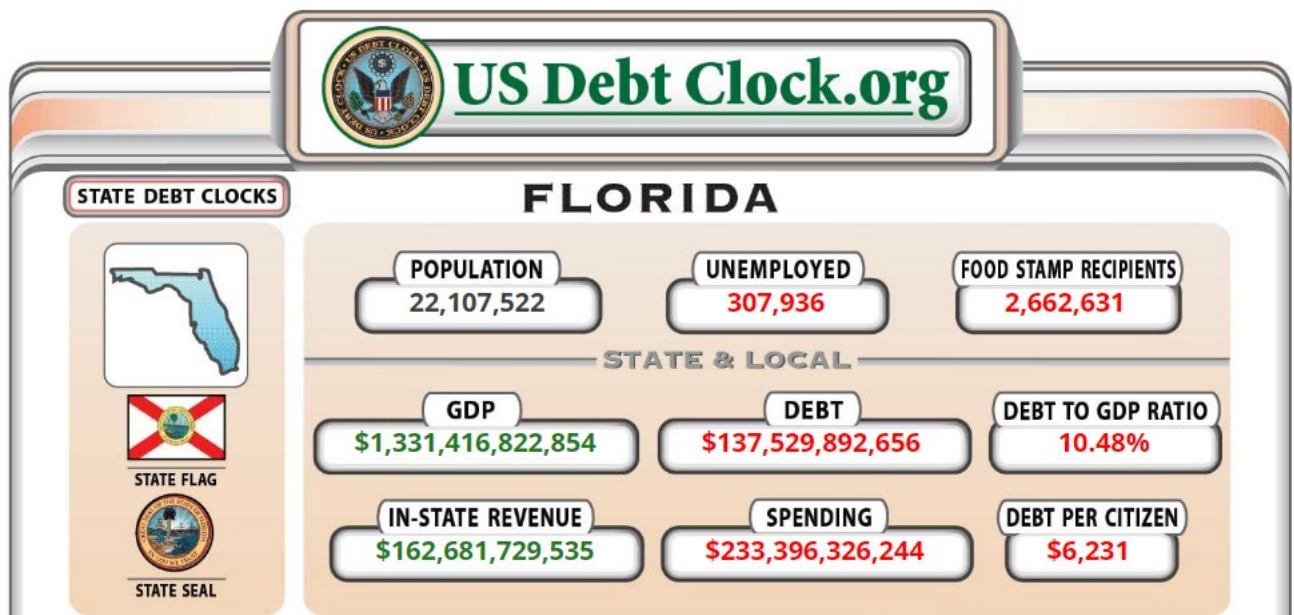 US Debt Clock.org
STATE DEBT CLOCKS
FLORIDA
POPULATION
22,107,522
UNEMPLOYED
307,936
FOOD STAMP RECIPIENTS
2,662,631
STATE & LOCAL
GDP
$1,331,416,822,854
DEBT
$137,529,892,656
DEBT TO GDP RATIO
10.48%
STATE FLAG
IN-STATE REVENUE
$162,681,729,535
SPENDING
$233,396,326,244
DEBT PER CITIZEN
$6,231
STATE SEAL